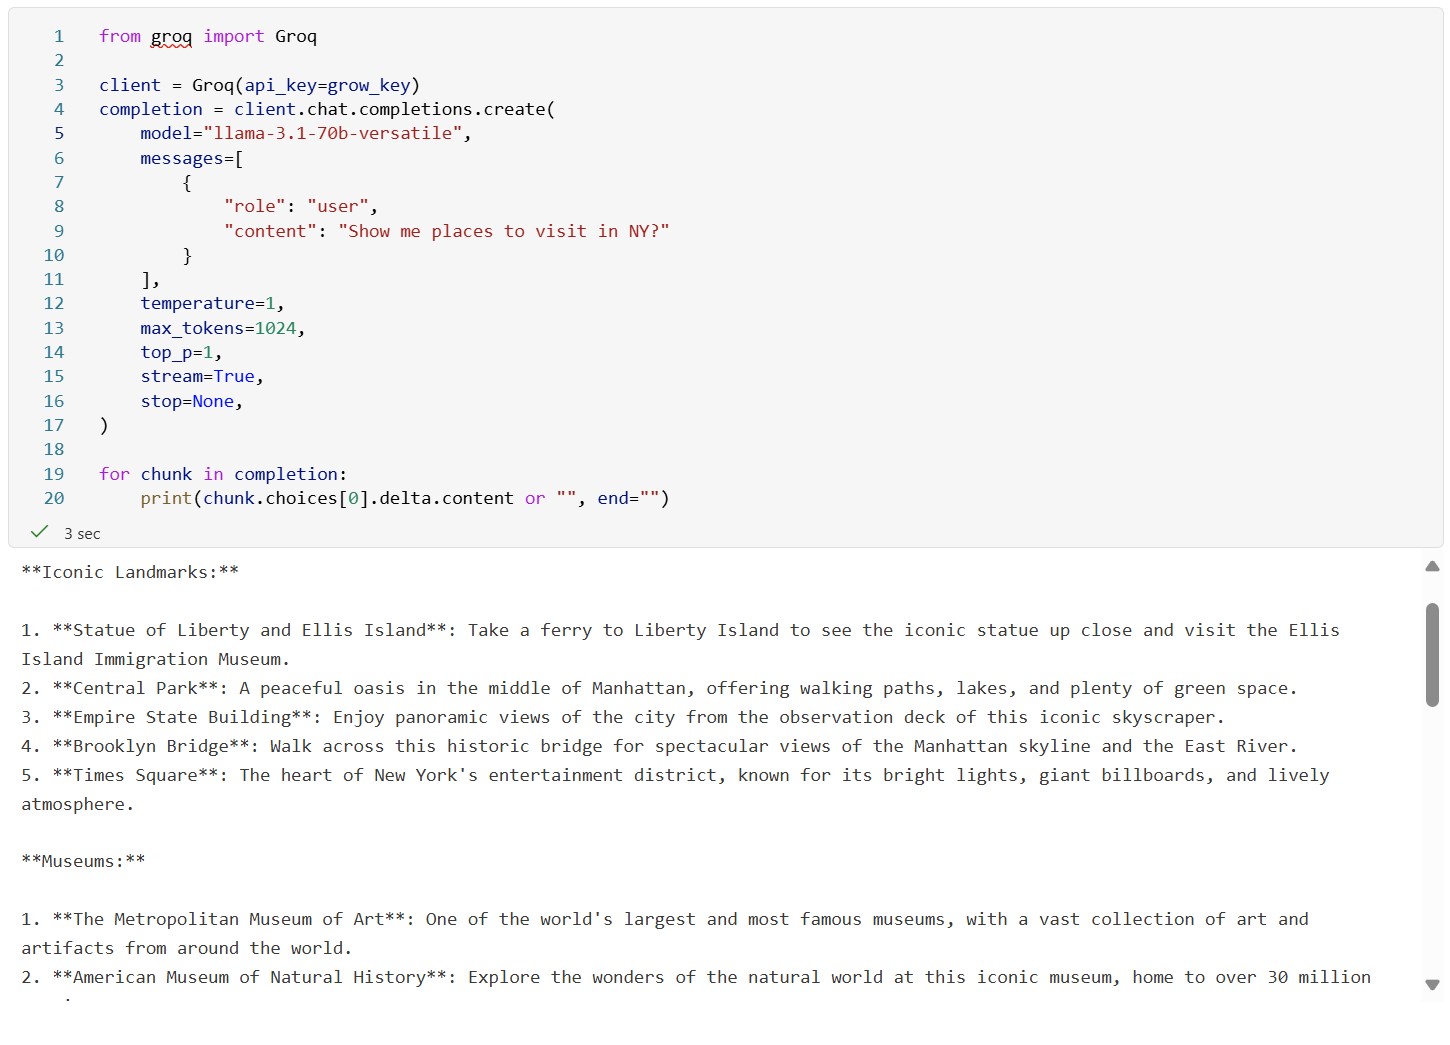 1 from groq import Groq
2
3 client = Groq(api_key=grow_key)
4 completion = client.chat.completions.create(
5     model="llama-3.1-70b-versatile",
6     messages=[
7         {
8             "role": "user",
9             "content": "Show me places to visit in NY?"
10         }
11     ],
12     temperature=1,
13     max_tokens=1024,
14     top_p=1,
15     stream=True,
16     stop=None,
17 )
18
19 for chunk in completion:
20     print(chunk.choices[0].delta.content or "", end="")
3 sec
**Iconic Landmarks:**
1. **Statue of Liberty and Ellis Island**: Take a ferry to Liberty Island to see the iconic statue up close and visit the Ellis
Island Immigration Museum.
2. **Central Park**: A peaceful oasis in the middle of Manhattan, offering walking paths, lakes, and plenty of green space.
3. **Empire State Building**: Enjoy panoramic views of the city from the observation deck of this iconic skyscraper.
4. **Brooklyn Bridge**: Walk across this historic bridge for spectacular views of the Manhattan skyline and the East River.
5. **Times Square**: The heart of New York's entertainment district, known for its bright lights, giant billboards, and lively
atmosphere.
**Museums:**
1. **The Metropolitan Museum of Art**: One of the world's largest and most famous museums, with a vast collection of art and
artifacts from around the world.
2. **American Museum of Natural History**: Explore the wonders of the natural world at this iconic museum, home to over 30 million